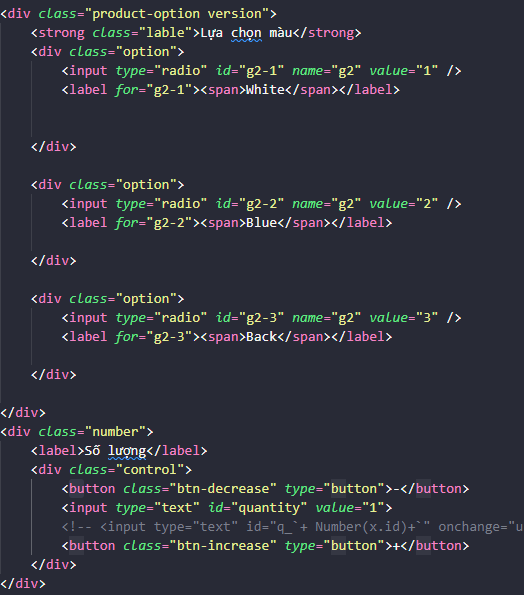 <div class="product-option version">
<strong class="lable">Lựa chọn màu</strong>
<div class="option">
<input type="radio" id="g2-1" name="g2" value="1" />
<label for="g2-1"><span>White</span></label>
</div>
<div class="option">
<input type="radio" id="g2-2" name="g2" value="2" />
<label for="g2-2"><span>Blue</span></label>
</div>
<div class="option">
<input type="radio" id="g2-3" name="g2" value="3" />
<label for="g2-3"><span>Back</span></label>
</div>
</div>
<div class="number">
<label>Số lượng</label>
<div class="control">
<button class="btn-decrease" type="button">-</button>
<input type="text" id="quantity" value="1">
<!-- <input type="text" id="q_`+ Number(x.id)+`" onchange="u
<button class="btn-increase" type="button">+</button>
</div>
</div>